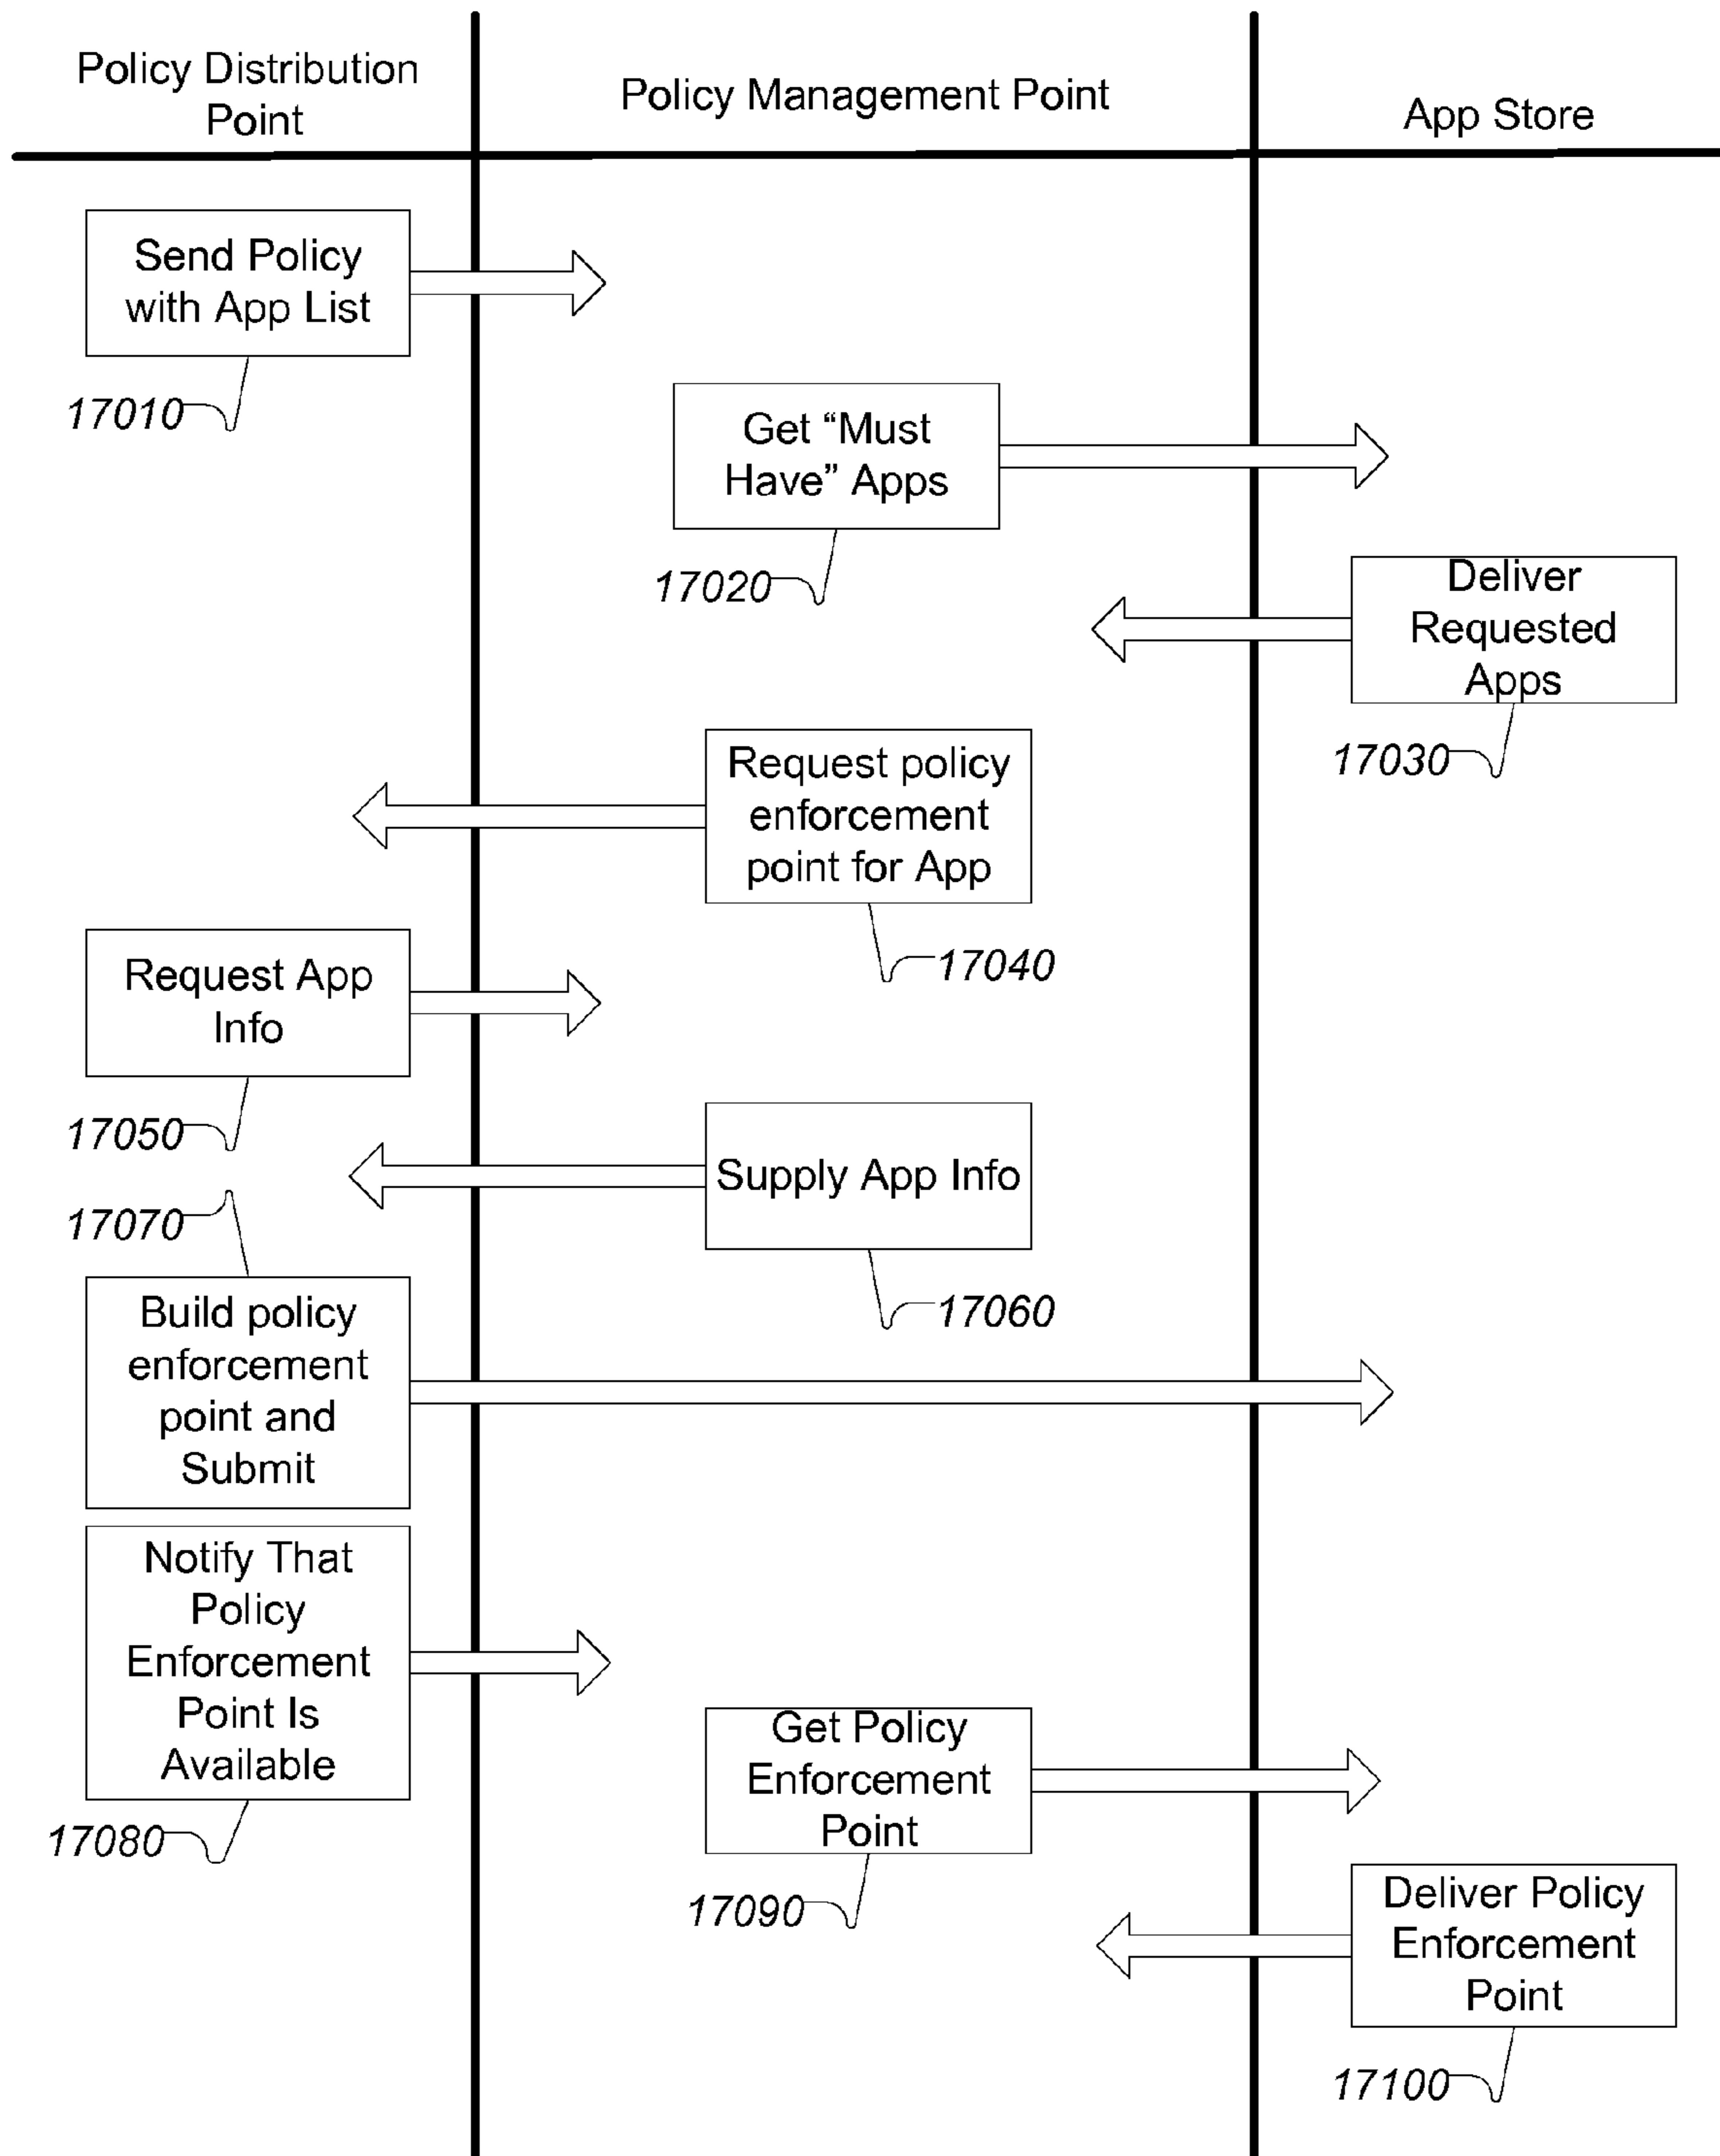 Policy Distribution
Point
Policy Management Point
App Store
Send Policy
with App List
17010
Get “Must
Have” Apps
17020
Deliver
Requested
Apps
17030
Request policy
enforcement
point for App
17040
Request App
Info
17050
Supply App Info
17060
17070
Build policy
enforcement
point and
Submit
Notify That
Policy
Enforcement
Point Is
Available
17080
Get Policy
Enforcement
Point
17090
Deliver Policy
Enforcement
Point
17100